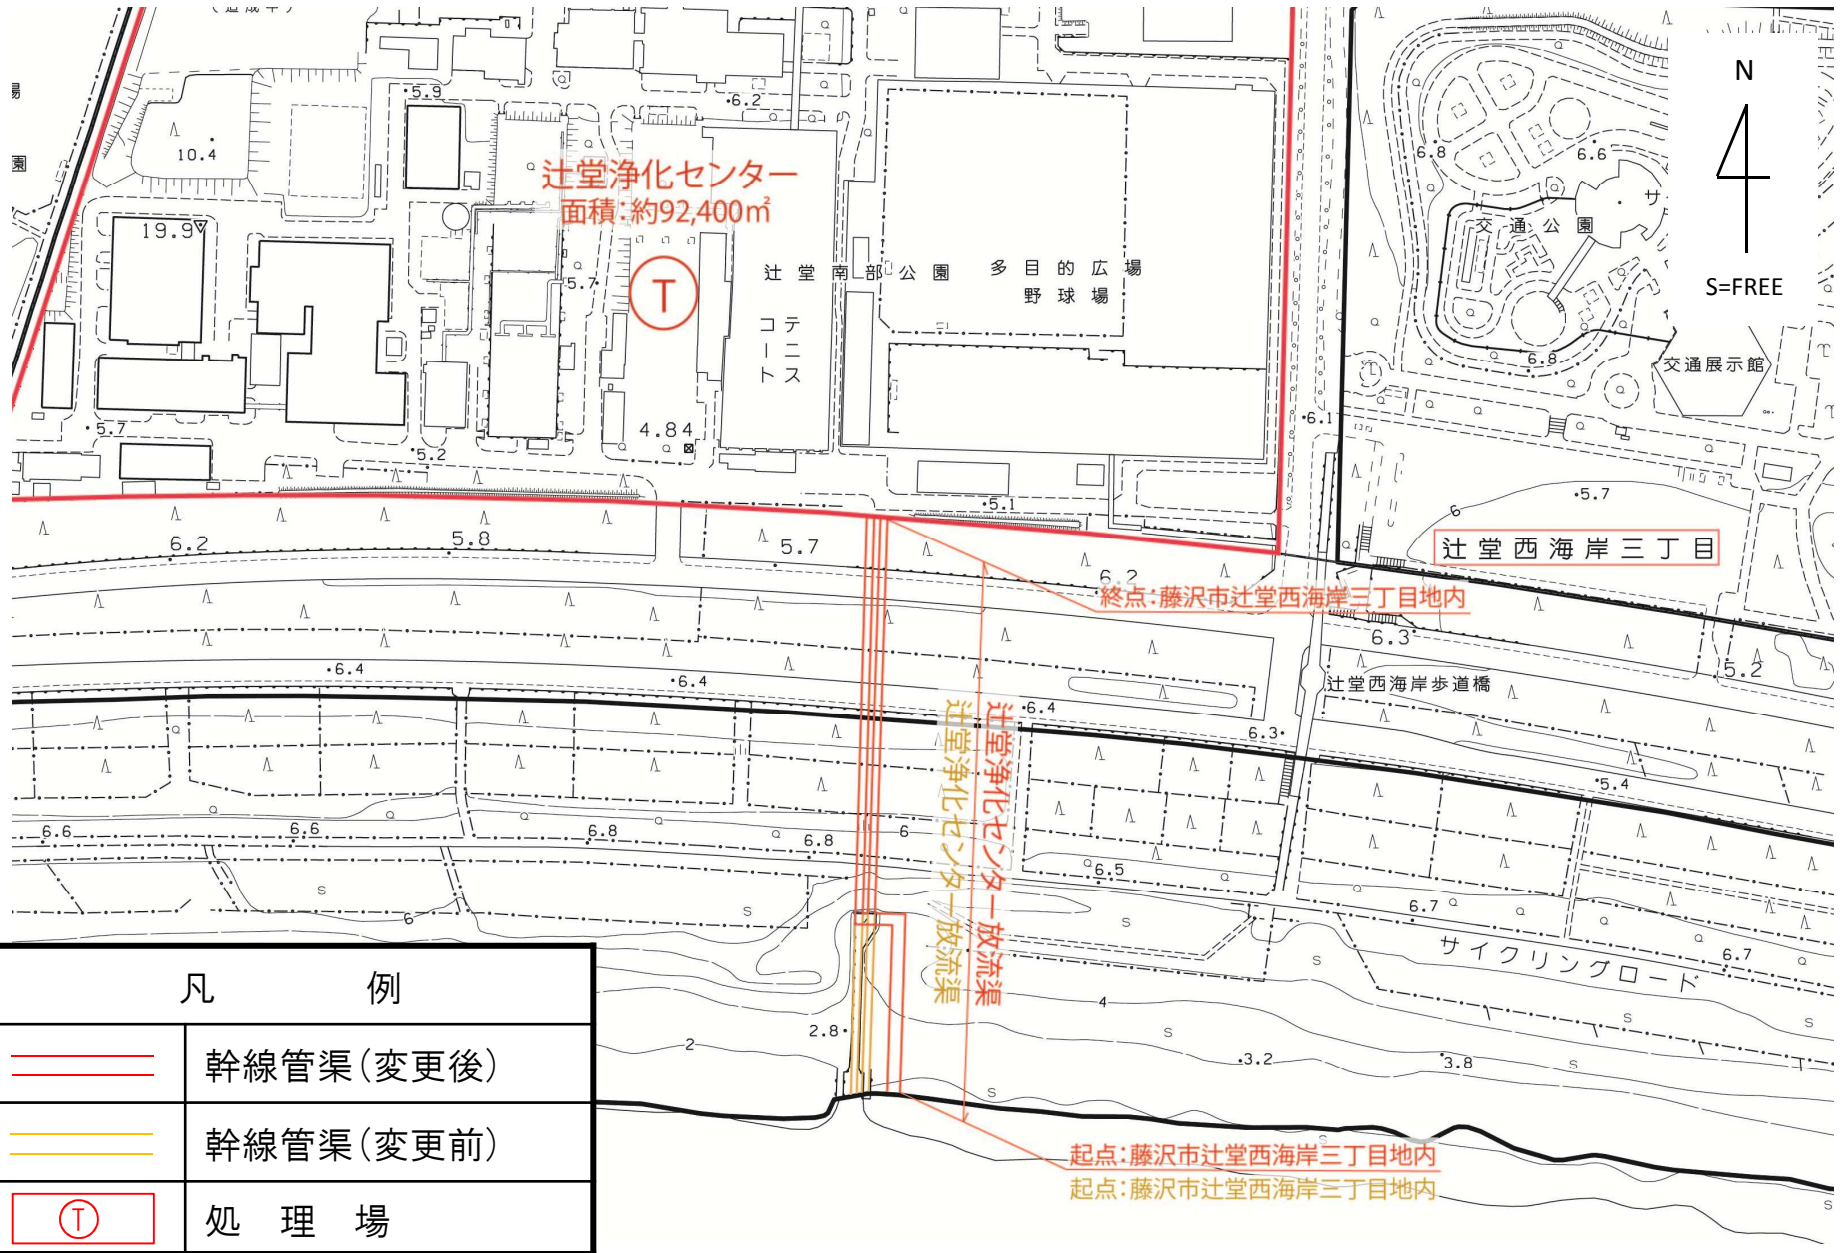 5.9
6.2
10.4
辻堂浄化センター
面積：約92,400㎡
19.9
5.7
T
辻堂南部公園
多目的広場
野球場
テニス
コート
4.84
5.7
5.2
5.1
6.8
6.6
サ
交通公園
6.8
交通展示館
N
S=FREE
6.1
6
5.7
辻堂西海岸三丁目
6.2
5.8
5.7
6.2
終点：藤沢市辻堂西海岸三丁目地内
6.3
5.2
6.4
6.4
6.4
辻堂西海岸歩道橋
6.3
5.4
辻堂浄化センター放流渠
辻堂浄化センター放流渠
6.6
6.6
6.8
6.8
6
6.5
6.7
6.7
サイクリングロード
6
4
2
2.8
3.2
3.8
起点：藤沢市辻堂西海岸三丁目地内
起点：藤沢市辻堂西海岸三丁目地内
凡例
幹線管渠（変更後）
幹線管渠（変更前）
T 処理場